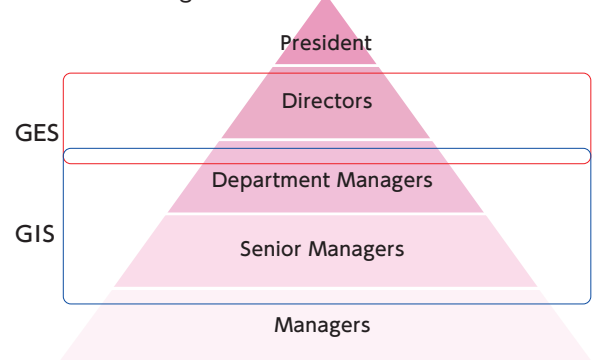 President
Directors
GES
Department Managers
GIS
Senior Managers
Managers